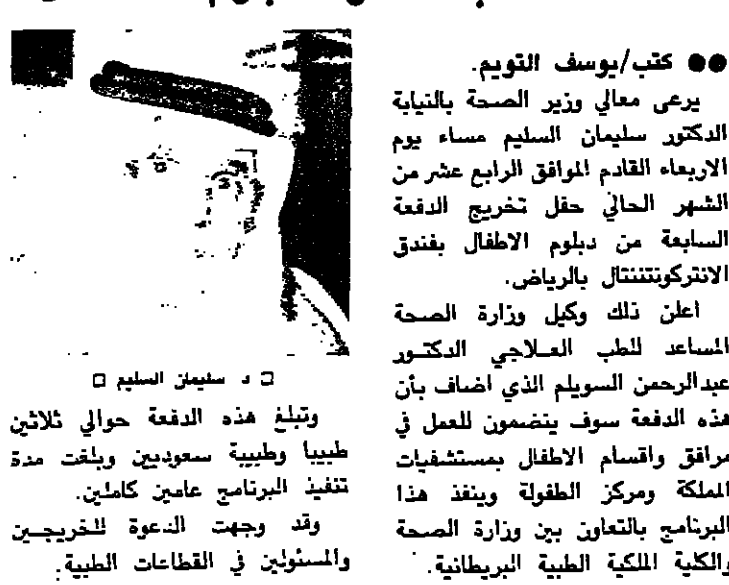 ●● كتب/يوسف التويم.
يرعى معالي وزير الصحة بالنيابة
الدكتور سليمان السليم مساء يوم
الاربعاء القادم الموافق الرابع عشر من
الشهر الحالي حفل تخريج الدفعة
السابعة من دبلوم الاطفال بفندق
الانتركونتننتال بالرياض.
اعلن ذلك وكيل وزارة الصحة
المساعد للطب العلاجي الدكتور
عبدالرحمن السويلم الذي اضاف بأن
هذه الدفعة سوف ينضمون للعمل في
مرافق واقسام الاطفال بمستشفيات
المملكة ومركز الطفولة وينفذ هذا
البرنامج بالتعاون بين وزارة الصحة
والكلية الملكية الطبية البريطانية.
□ د. سليمان السليم □
وتبلغ هذه الدفعة حوالي ثلاثين
طبيبا وطبيبة سعوديين وبلغت مدة
تنفيذ البرنامج عامين كاملين.
وقد وجهت الدعوة للخريجين
والمسئولين في القطاعات الطبية.